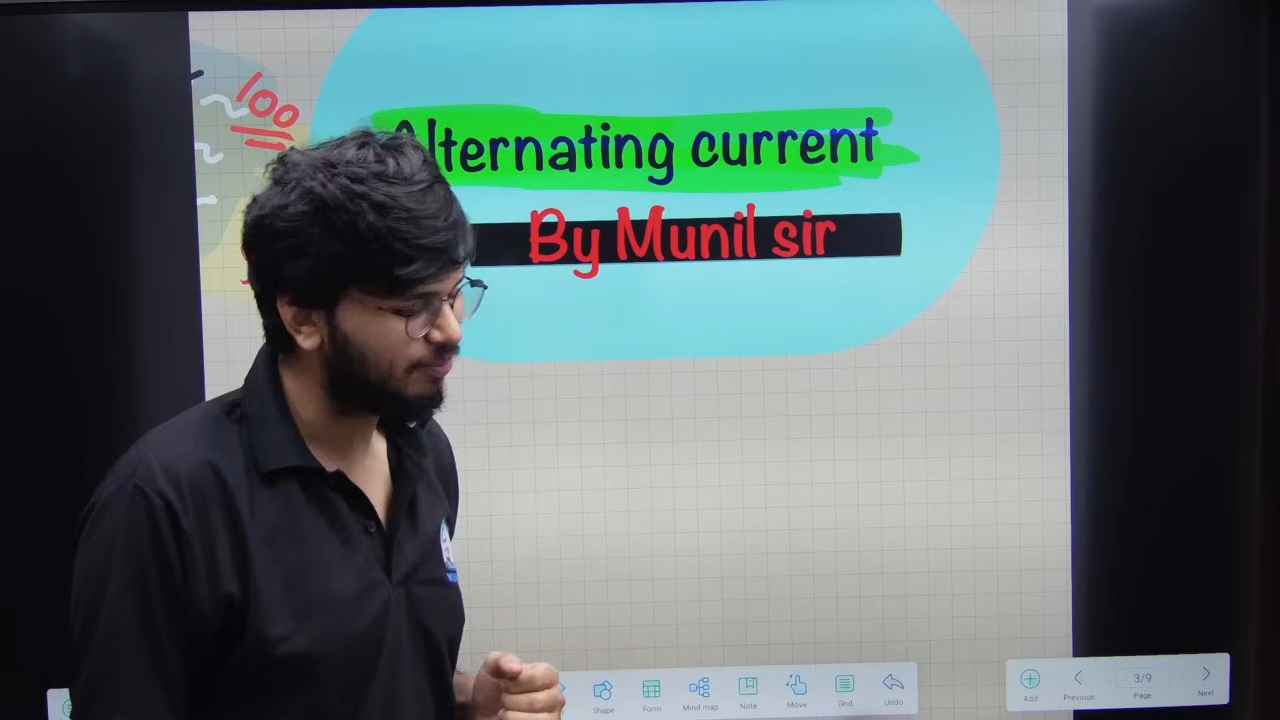 100
Alternating current
By Munil sir
Shape
Form
Mind map
Note
Move
Grid
Undo
Add
Previous
3/9
Page
Next